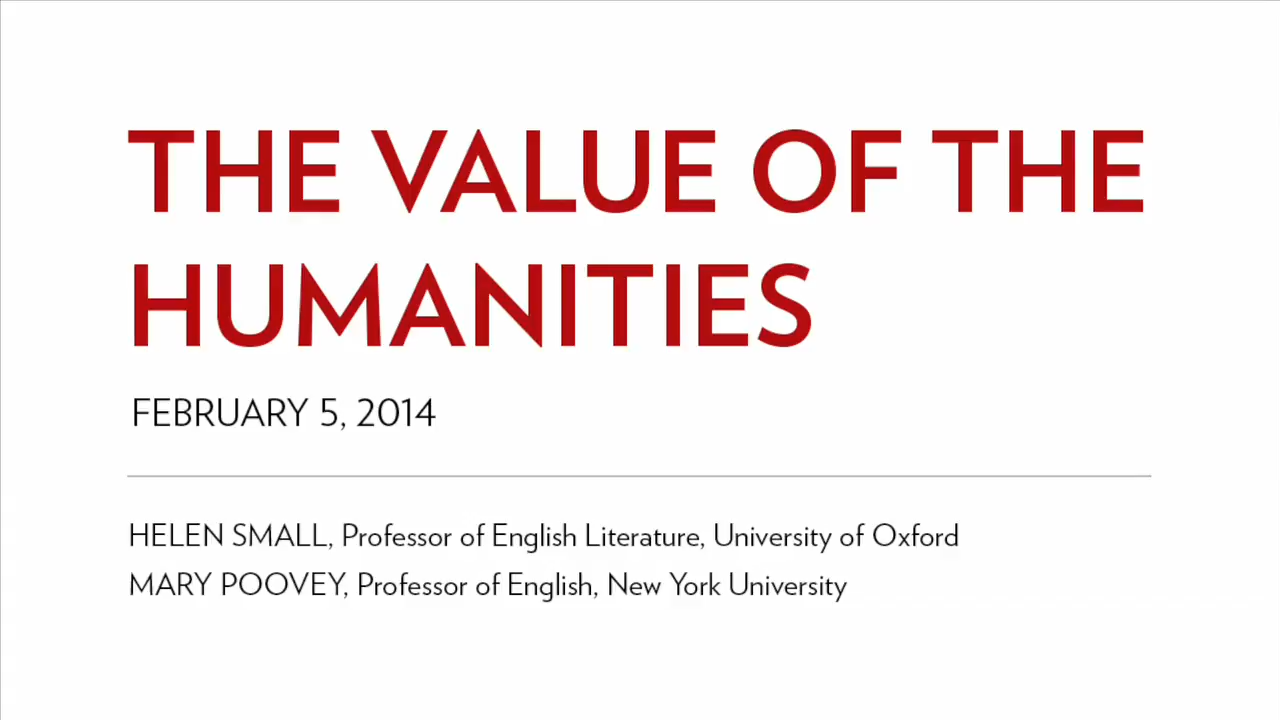 THE VALUE OF THE
HUMANITIES
FEBRUARY 5, 2014
HELEN SMALL, Professor of English Literature, University of Oxford
MARY POOVEY, Professor of English, New York University